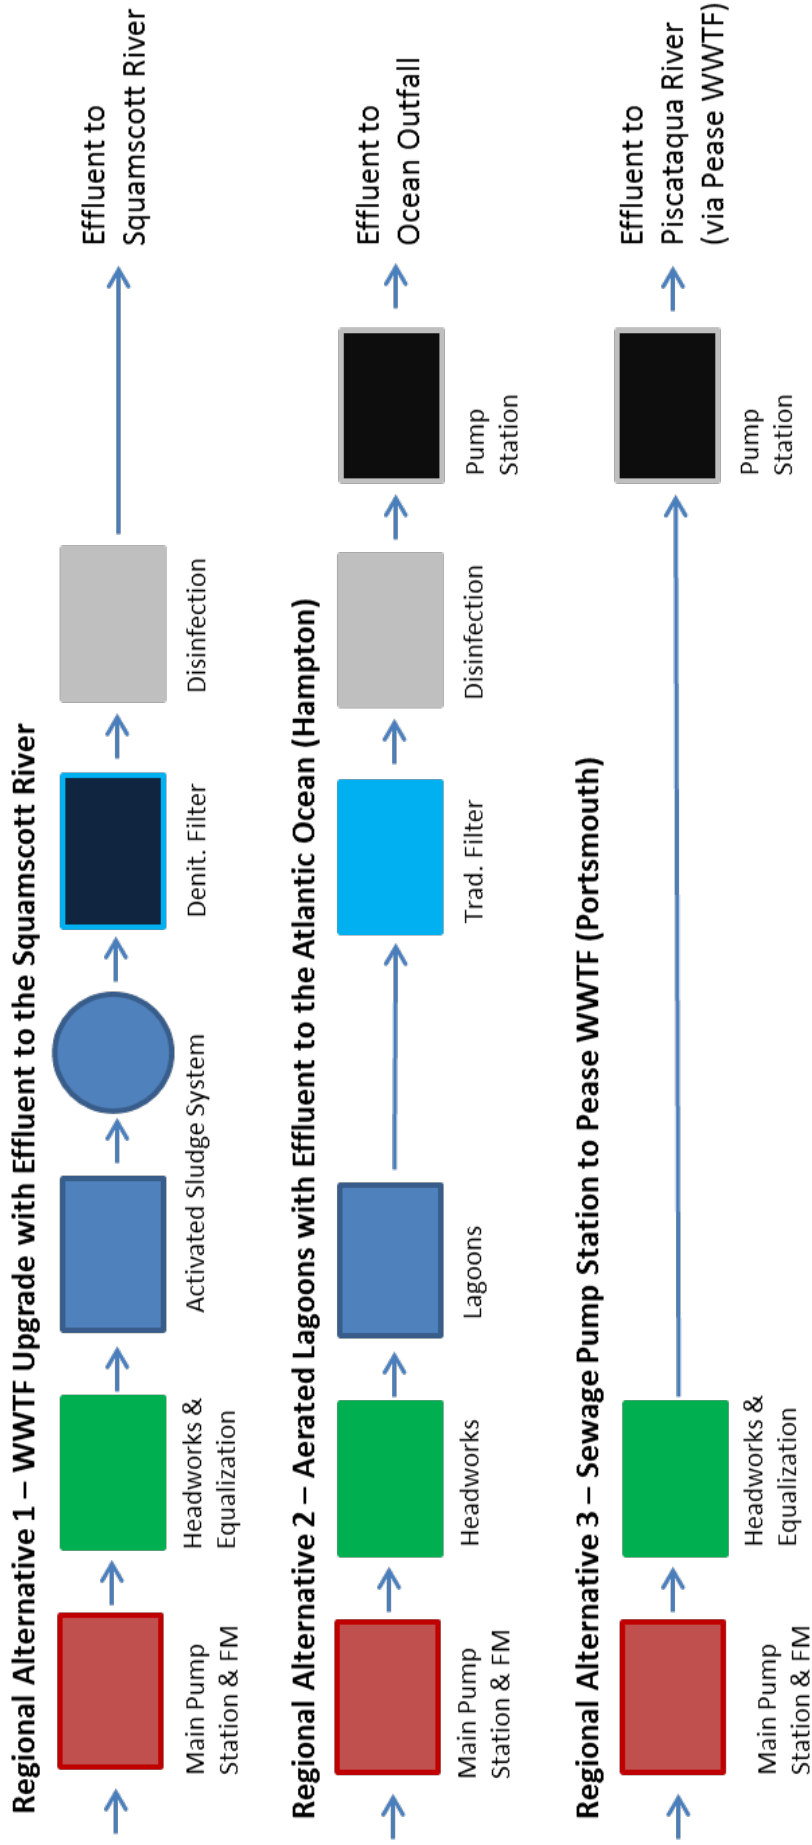 Regional Alternative 1 – WWTF Upgrade with Effluent to the Squamscott River
Main Pump
Station & FM
Headworks &
Equalization
Activated Sludge System
Denit. Filter
Disinfection
Effluent to
Squamscott River
Regional Alternative 2 – Aerated Lagoons with Effluent to the Atlantic Ocean (Hampton)
Main Pump
Station & FM
Headworks
Lagoons
Trad. Filter
Disinfection
Pump
Station
Effluent to
Ocean Outfall
Regional Alternative 3 – Sewage Pump Station to Pease WWTF (Portsmouth)
Main Pump
Station & FM
Headworks &
Equalization
Pump
Station
Effluent to
Piscataqua River
(via Pease WWTF)